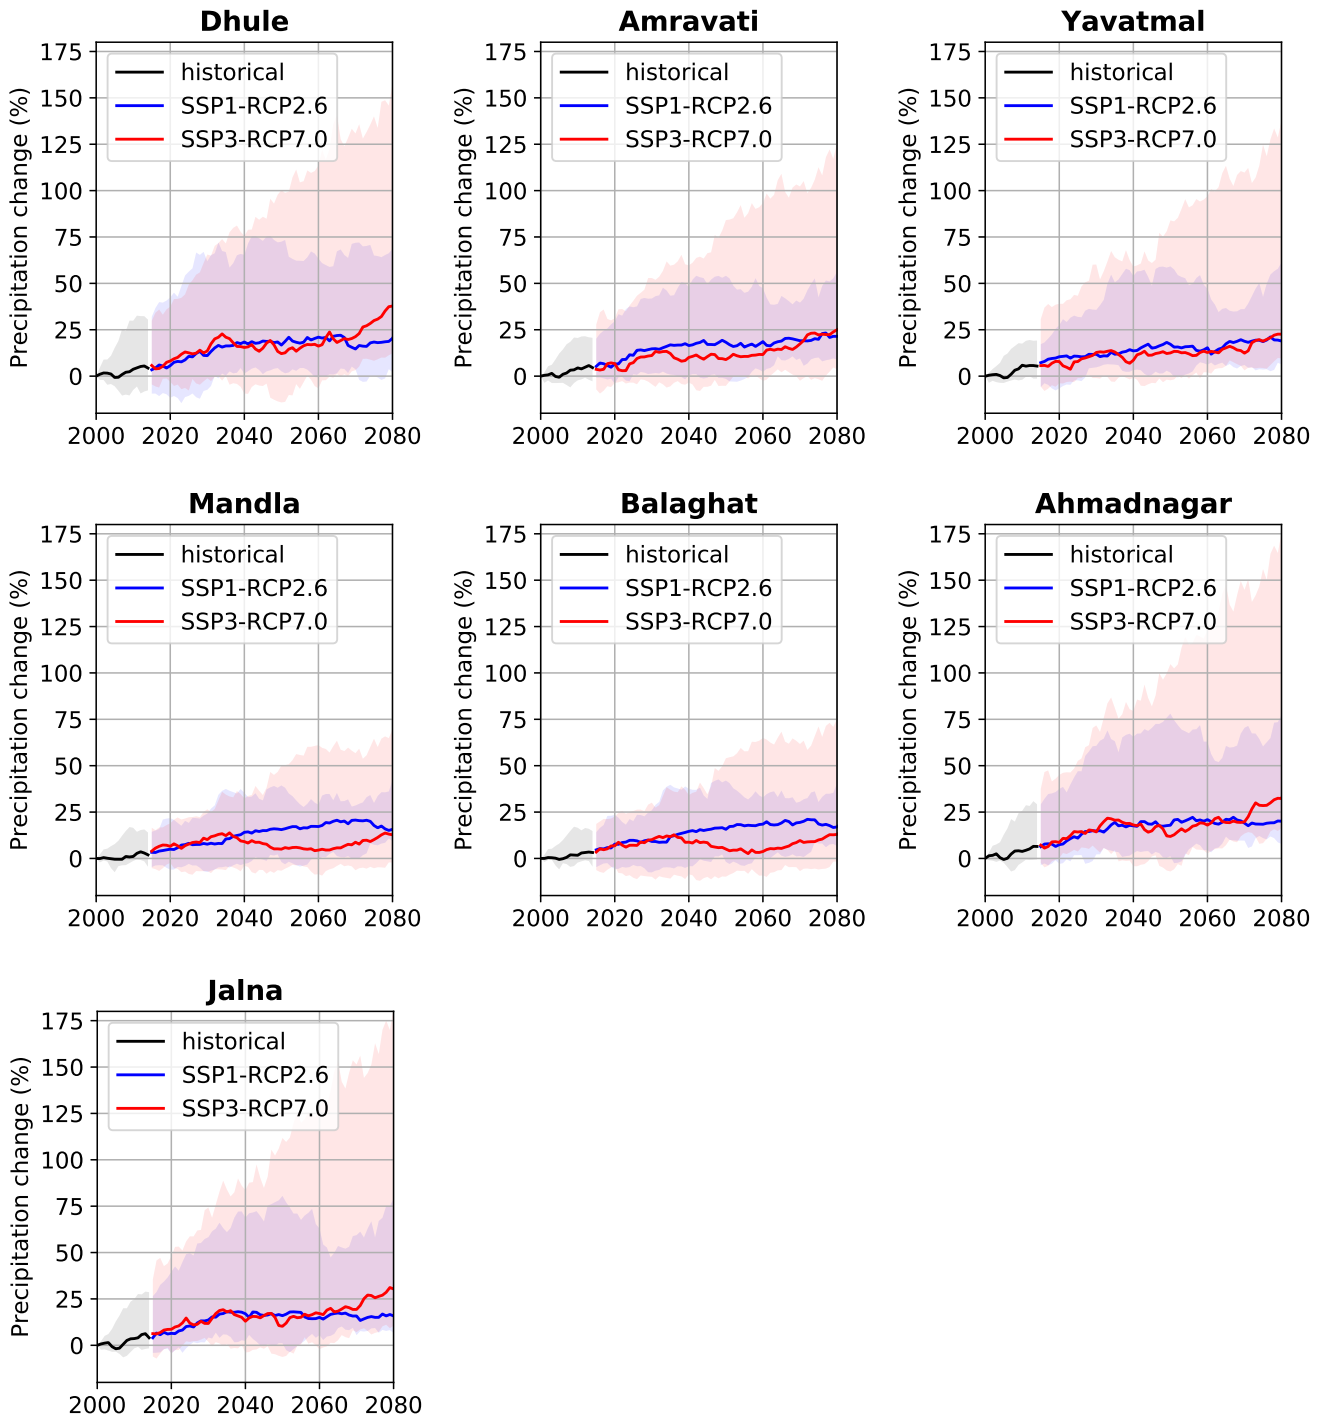 Dhule
Amravati
Yavatmal
Precipitation change (%)
175
150
125
100
75
50
25
0
historical
SSP1-RCP2.6
SSP3-RCP7.0
2000 2020 2040 2060 2080
Precipitation change (%)
175
150
125
100
75
50
25
0
historical
SSP1-RCP2.6
SSP3-RCP7.0
2000 2020 2040 2060 2080
Precipitation change (%)
175
150
125
100
75
50
25
0
historical
SSP1-RCP2.6
SSP3-RCP7.0
2000 2020 2040 2060 2080
Mandla
Balaghat
Ahmadnagar
Precipitation change (%)
175
150
125
100
75
50
25
0
historical
SSP1-RCP2.6
SSP3-RCP7.0
2000 2020 2040 2060 2080
Precipitation change (%)
175
150
125
100
75
50
25
0
historical
SSP1-RCP2.6
SSP3-RCP7.0
2000 2020 2040 2060 2080
Precipitation change (%)
175
150
125
100
75
50
25
0
historical
SSP1-RCP2.6
SSP3-RCP7.0
2000 2020 2040 2060 2080
Jalna
Precipitation change (%)
175
150
125
100
75
50
25
0
historical
SSP1-RCP2.6
SSP3-RCP7.0
2000 2020 2040 2060 2080